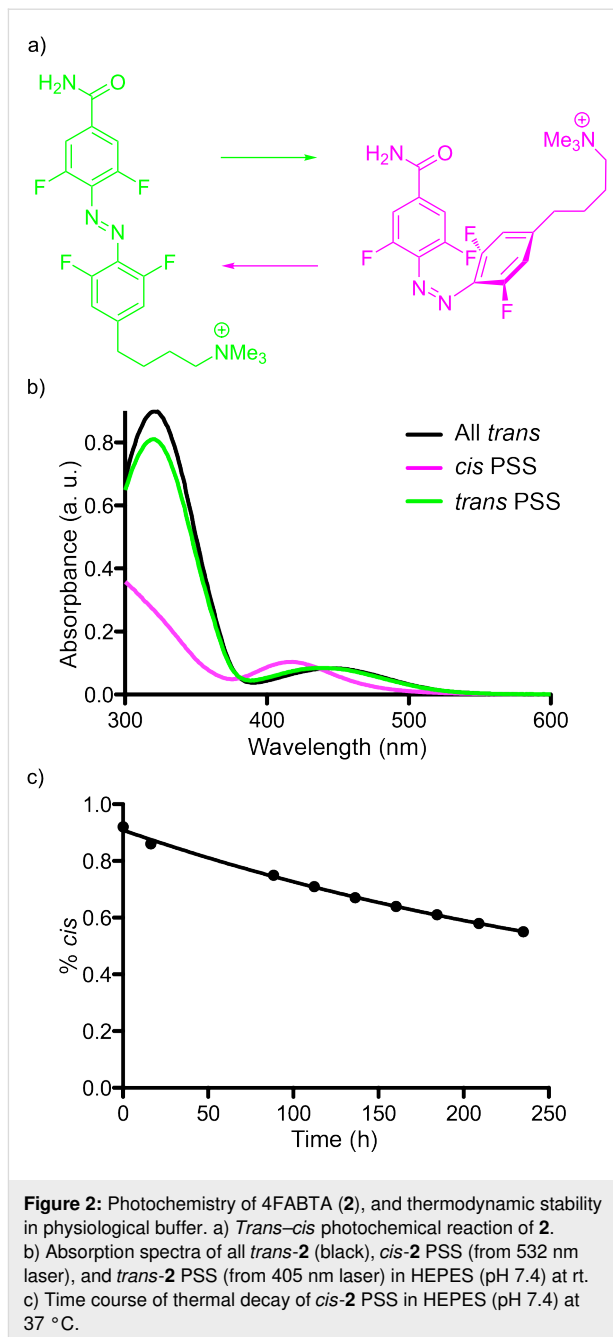 a)
H₂N
O
F
F
N
N
F
F
⊕
NMe₃
H₂N
O
F
F
N
N
F
F
⊕
Me₃N
b)
Absorpbance (a. u.)
0.8
0.6
0.4
0.2
0.0
300
400
500
600
Wavelength (nm)
All trans
cis PSS
trans PSS
c)
% cis
1.0
0.8
0.6
0.4
0.2
0.0
0
50
100
150
200
250
Time (h)
Figure 2: Photochemistry of 4FABTA (2), and thermodynamic stability
in physiological buffer. a) Trans–cis photochemical reaction of 2.
b) Absorption spectra of all trans-2 (black), cis-2 PSS (from 532 nm
laser), and trans-2 PSS (from 405 nm laser) in HEPES (pH 7.4) at rt.
c) Time course of thermal decay of cis-2 PSS in HEPES (pH 7.4) at
37 °C.